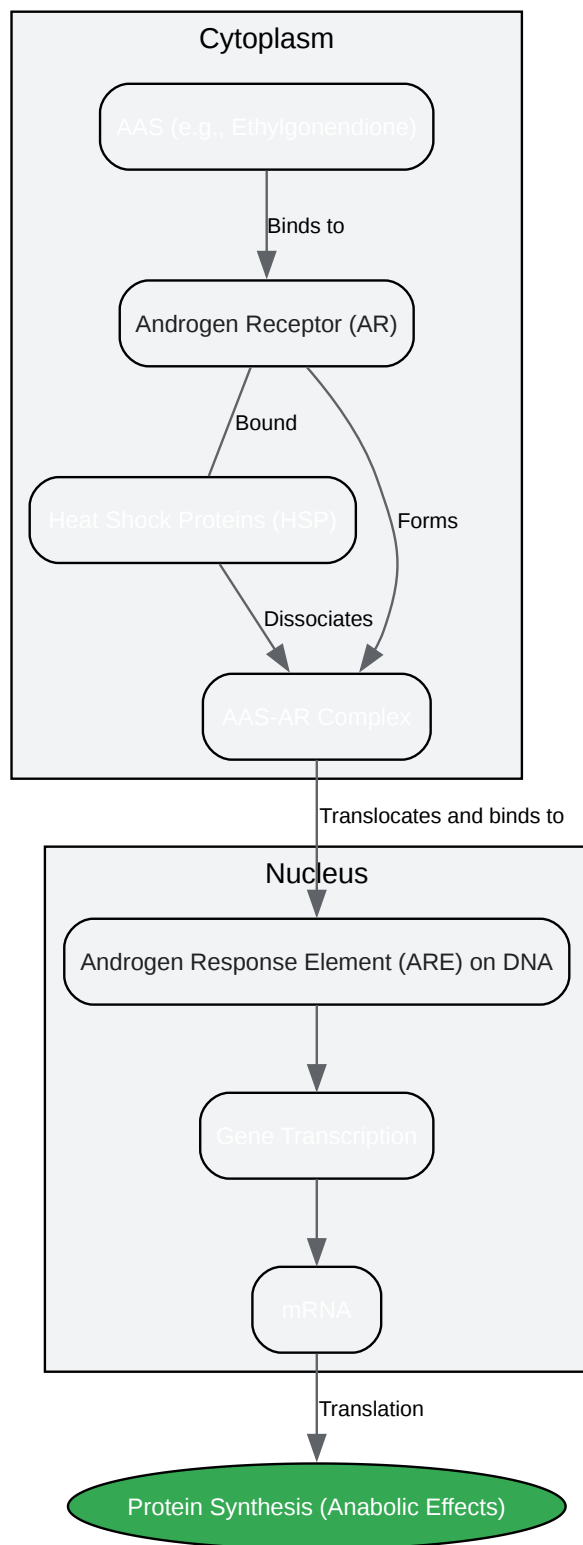 Cytoplasm
AAS (e.g., Ethylgonendione)
Binds to
Androgen Receptor (AR)
Bound
Heat Shock Proteins (HSP)
Forms
Dissociates
AAS-AR Complex
Translocates and binds to
Nucleus
Androgen Response Element (ARE) on DNA
Gene Transcription
mRNA
Translation
Protein Synthesis (Anabolic Effects)